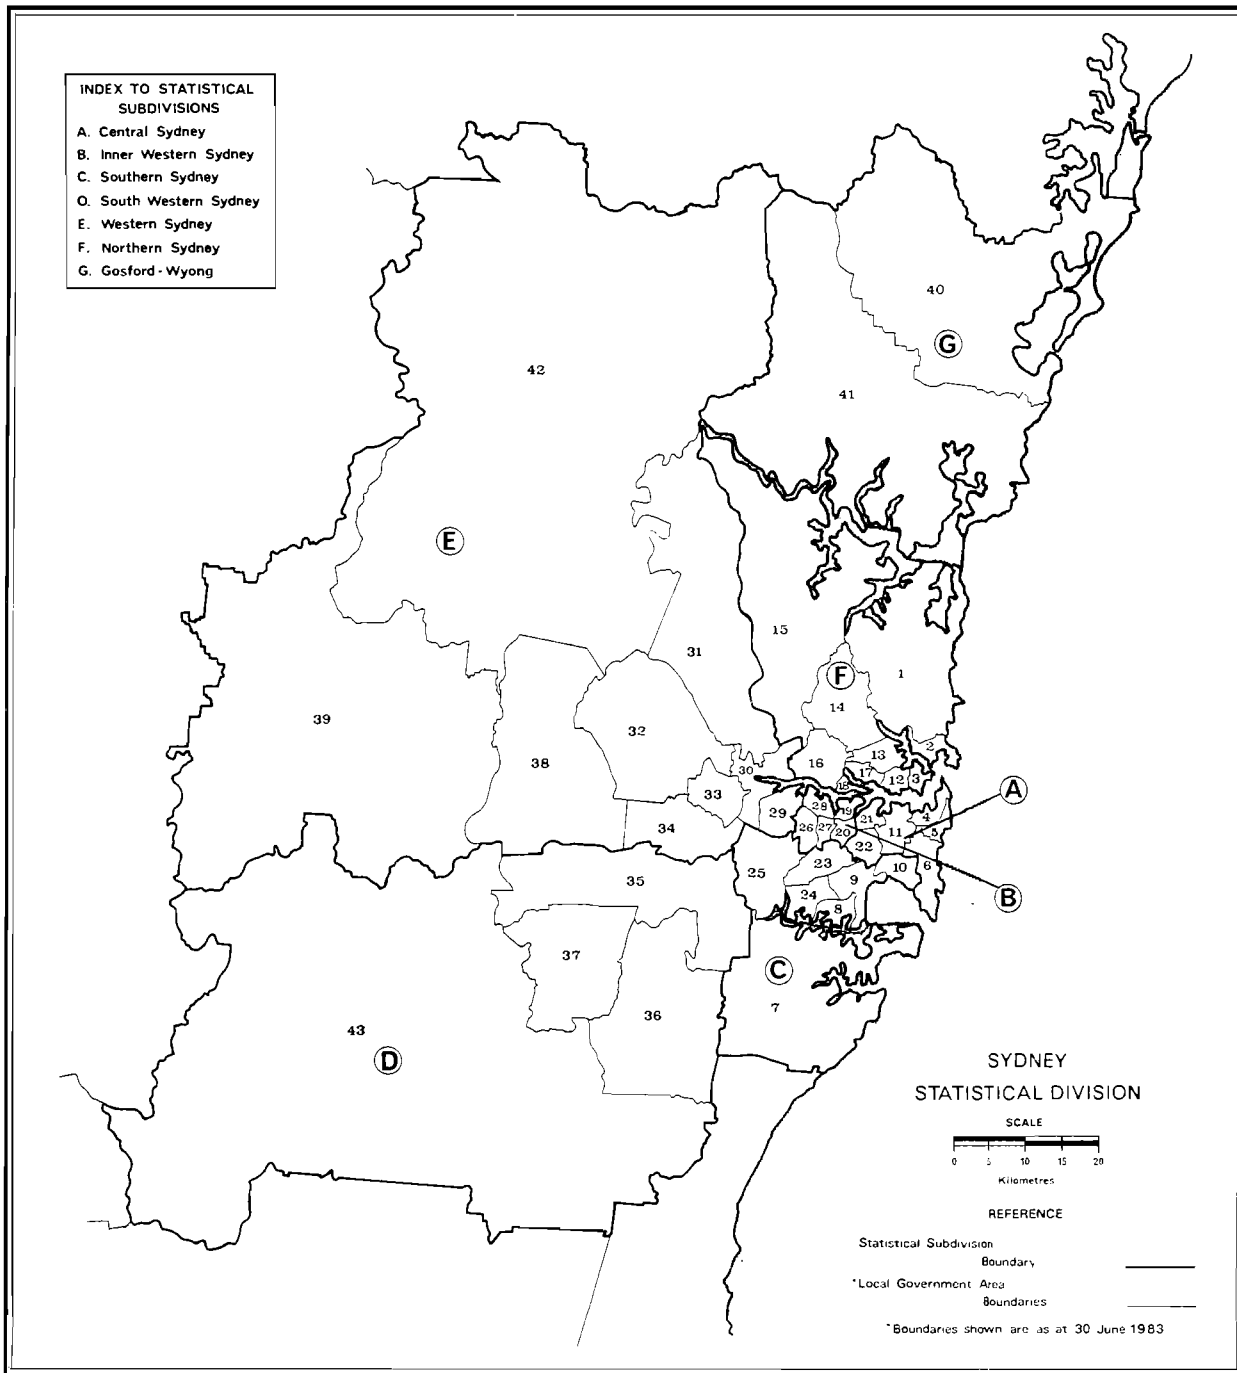 INDEX TO STATISTICAL
SUBDIVISIONS
A. Central Sydney
B. Inner Western Sydney
C. Southern Sydney
O. South Western Sydney
E. Western Sydney
F. Northern Sydney
G. Gosford-Wyong
40
G
42
41
E
15
31
F
1
14
39
32
38
2
13
16
30
17
12
3
18
33
A
29
28
19
21
4
11
5
34
26
27
20
22
23
6
10
25
35
9
B
24
8
37
C
7
36
43
D
SYDNEY
STATISTICAL DIVISION
SCALE
0 5 10 15 20
Kilometres
REFERENCE
Statistical Subdivision
Boundary
*Local Government Area
Boundaries
*Boundaries shown are as at 30 June 1983